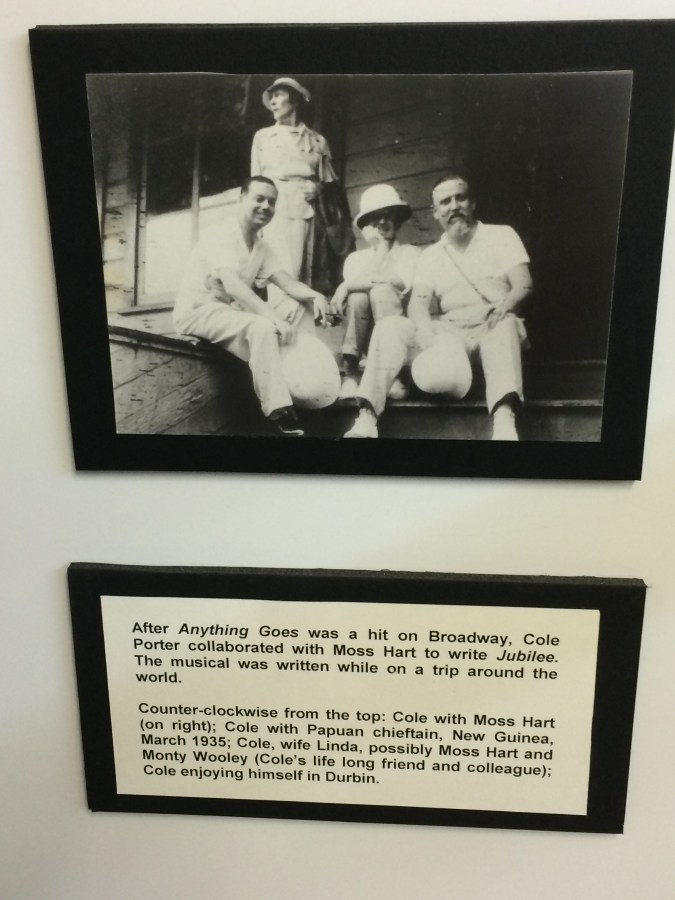 After Anything Goes was a hit on Broadway, Cole
Porter collaborated with Moss Hart to write Jubilee.
The musical was written while on a trip around the
world.
Counter-clockwise from the top: Cole with Moss Hart
(on right); Cole with Papuan chieftain, New Guinea,
March 1935; Cole, wife Linda, possibly Moss Hart and
Monty Wooley (Cole's life long friend and colleague);
Cole enjoying himself in Durbin.